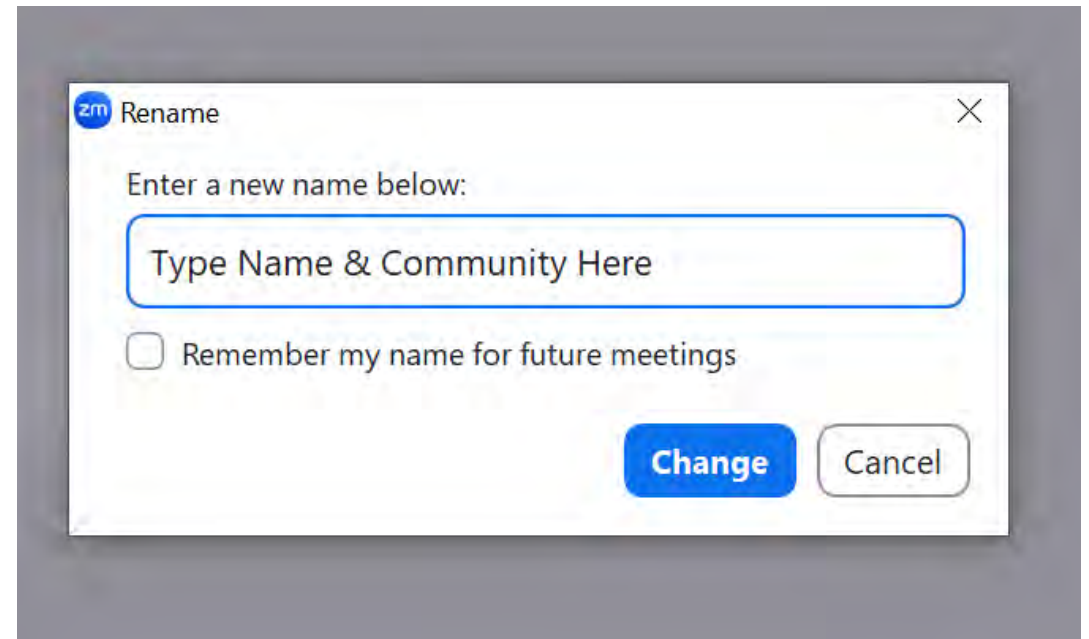 zm Rename
Enter a new name below:
Type Name & Community Here
Remember my name for future meetings
Change Cancel